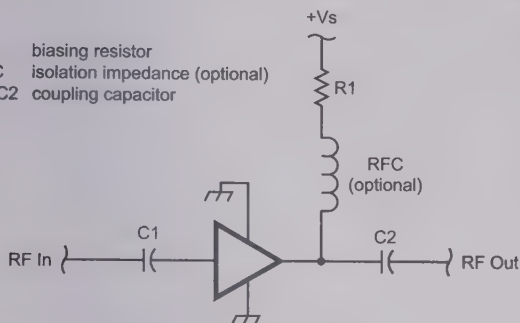 +Vs
biasing resistor
C isolation impedance (optional)
C2 coupling capacitor
R1
RFC
(optional)
C1
C2
RF In
RF Out